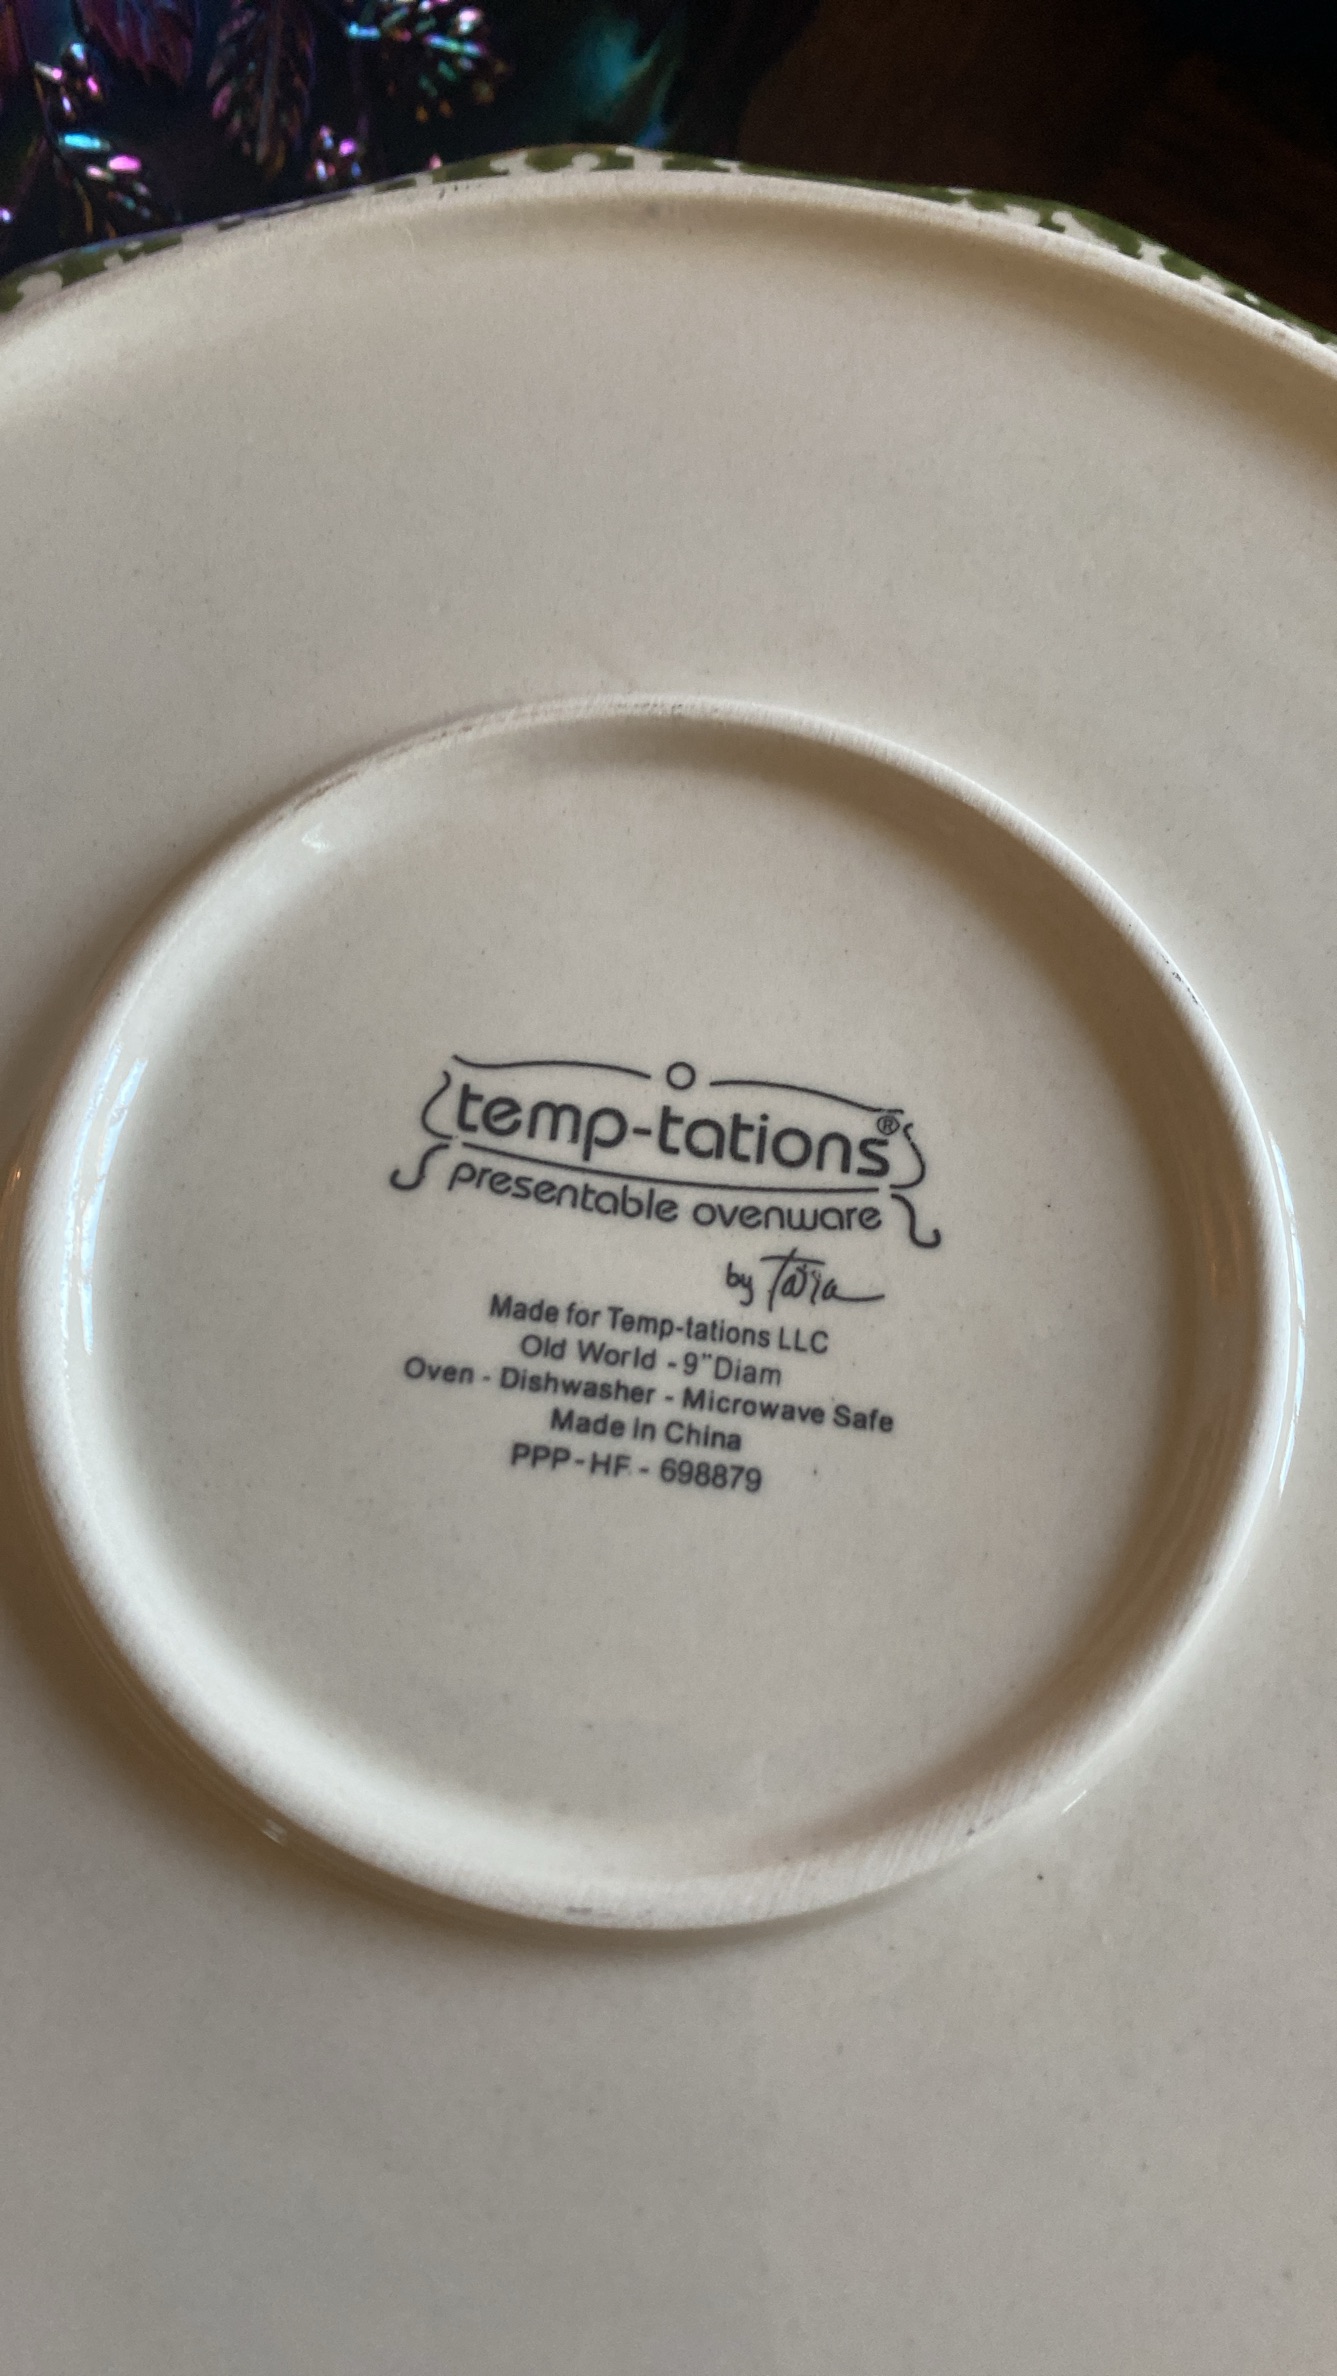 temp-tations®
presentable ovenware
by Tara
Made for Temp-tations LLC
Old World - 9" Diam
Oven - Dishwasher - Microwave Safe
Made in China
PPP - HF - 698879